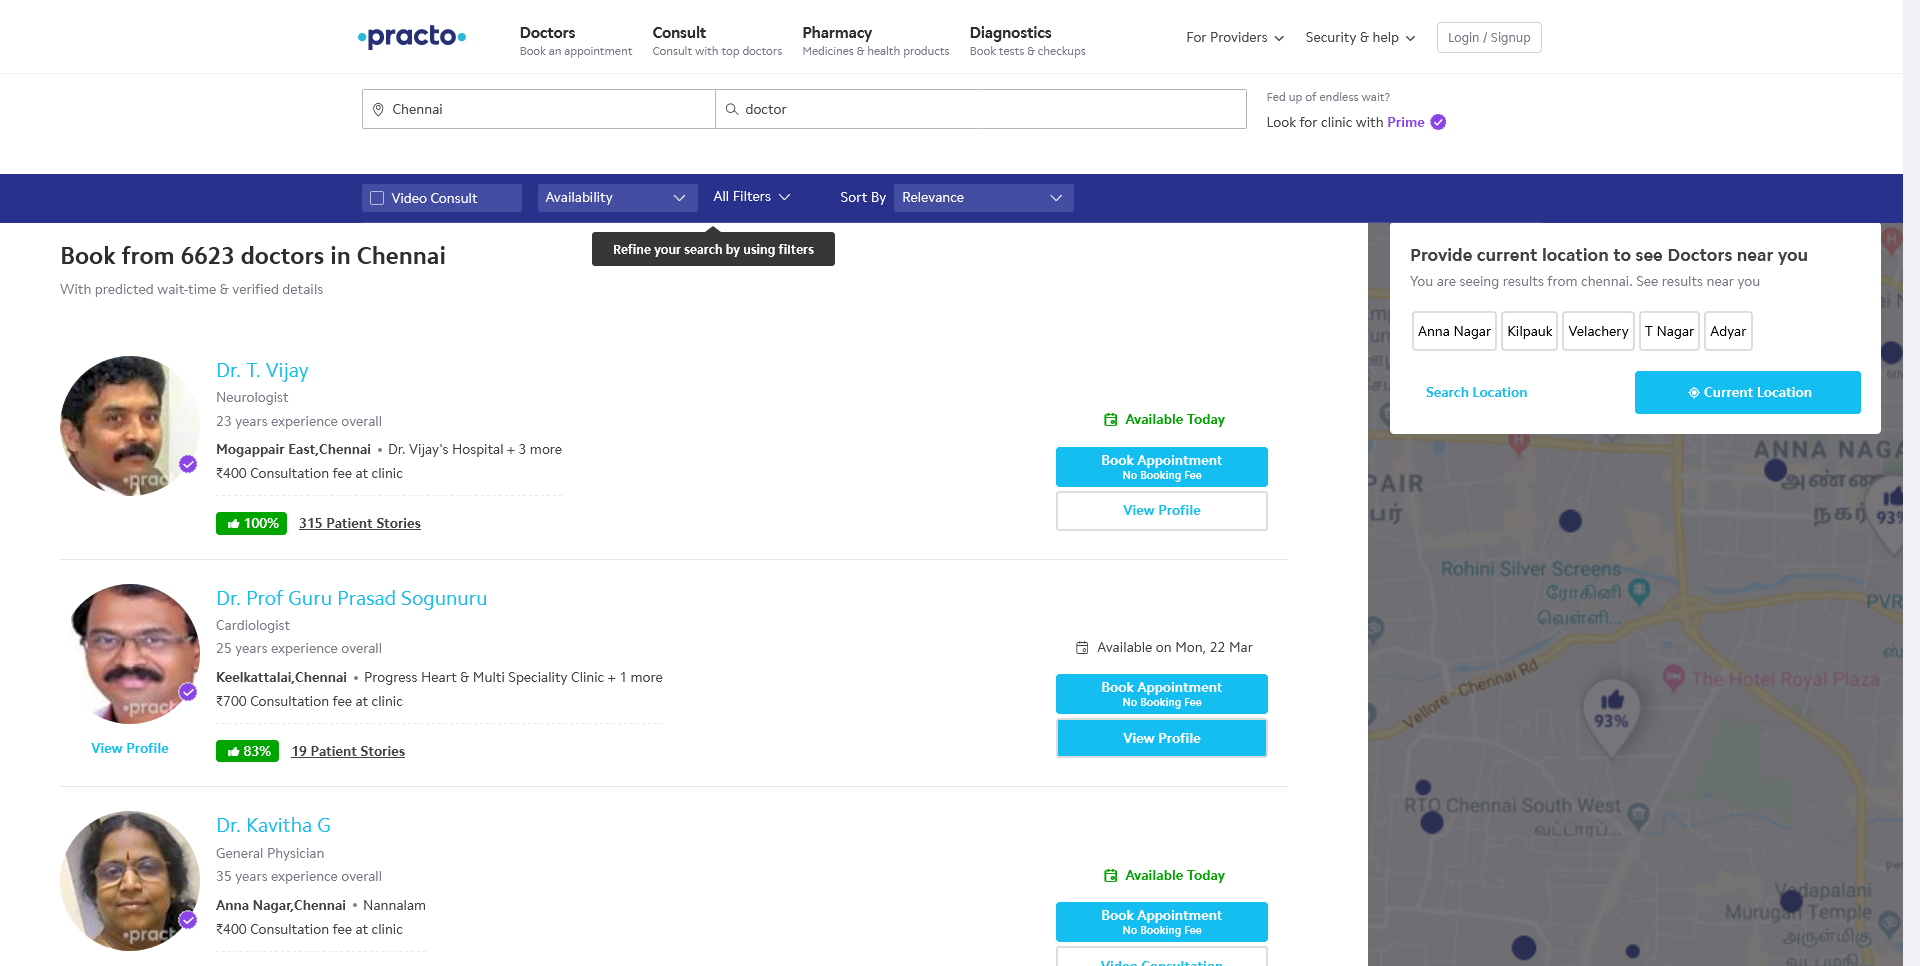 practo
Doctors
Book an appointment
Consult
Consult with top doctors
Pharmacy
Medicines & health products
Diagnostics
Book tests & checkups
For Providers
Security & help
Login / Signup
Chennai
doctor
Fed up of endless wait?
Look for clinic with Prime
Video Consult
Availability
All Filters
Sort By
Relevance
Refine your search by using filters
Book from 6623 doctors in Chennai
With predicted wait-time & verified details
Dr. T. Vijay
Neurologist
23 years experience overall
Mogappair East,Chennai • Dr. Vijay's Hospital + 3 more
₹400 Consultation fee at clinic
100% 315 Patient Stories
Available Today
Book Appointment
No Booking Fee
View Profile
Dr. Prof Guru Prasad Sogunuru
Cardiologist
25 years experience overall
Keelkattalai,Chennai • Progress Heart & Multi Speciality Clinic + 1 more
₹700 Consultation fee at clinic
View Profile
83% 19 Patient Stories
Available on Mon, 22 Mar
Book Appointment
No Booking Fee
View Profile
Dr. Kavitha G
General Physician
35 years experience overall
Anna Nagar,Chennai • Nannalam
₹400 Consultation fee at clinic
Available Today
Book Appointment
No Booking Fee
Video Consultation
Provide current location to see Doctors near you
You are seeing results from chennai. See results near you
Anna Nagar
Kilpauk
Velachery
T Nagar
Adyar
Search Location
Current Location
ANNA NAGA
93%
Rohini Silver Screens
ரோகினி
வெள்ளி...
PVR
Vellore - Chennai Rd
The Hotel Royal Plaza
93%
RTO Chennai South West
வட்டாரப்...
Vadapalani
Murugan Temple
அருள்மிகு